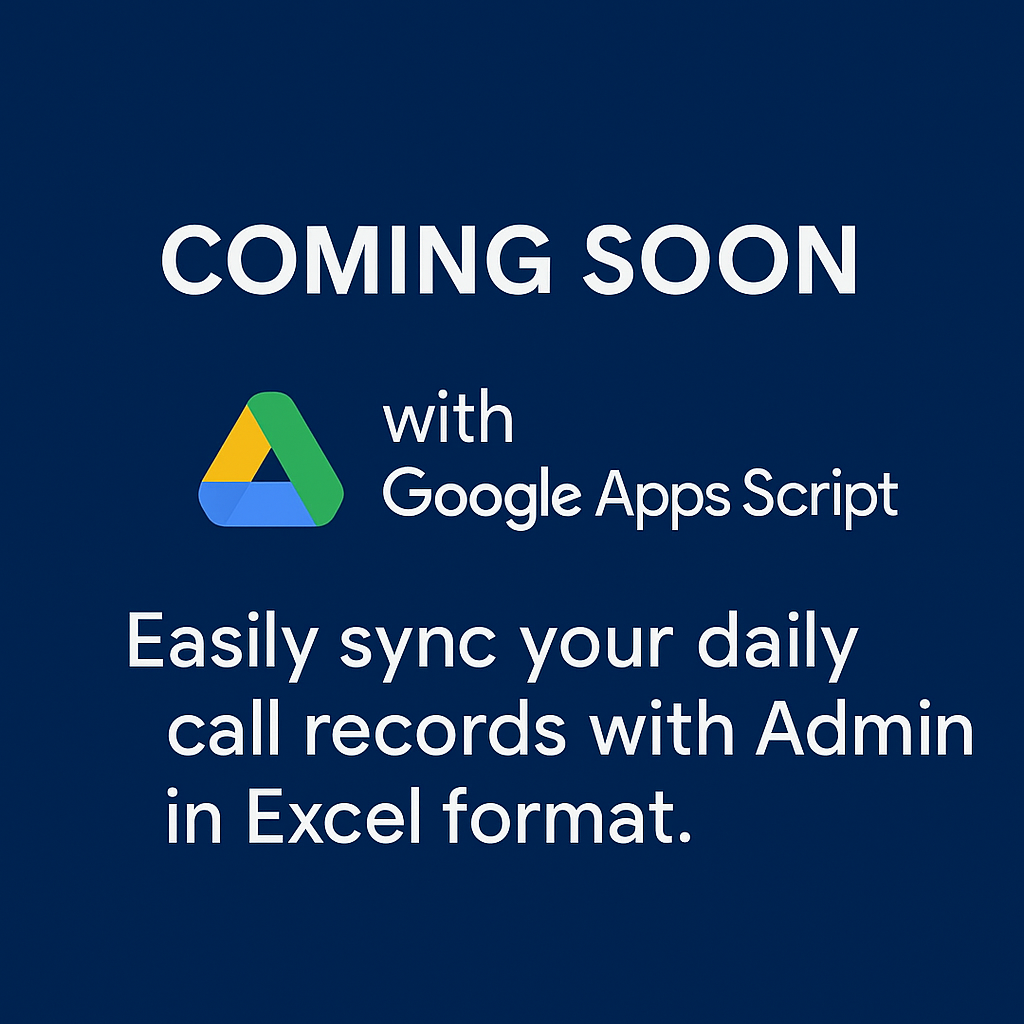 COMING SOON
with
Google Apps Script
Easily sync your daily
call records with Admin
in Excel format.